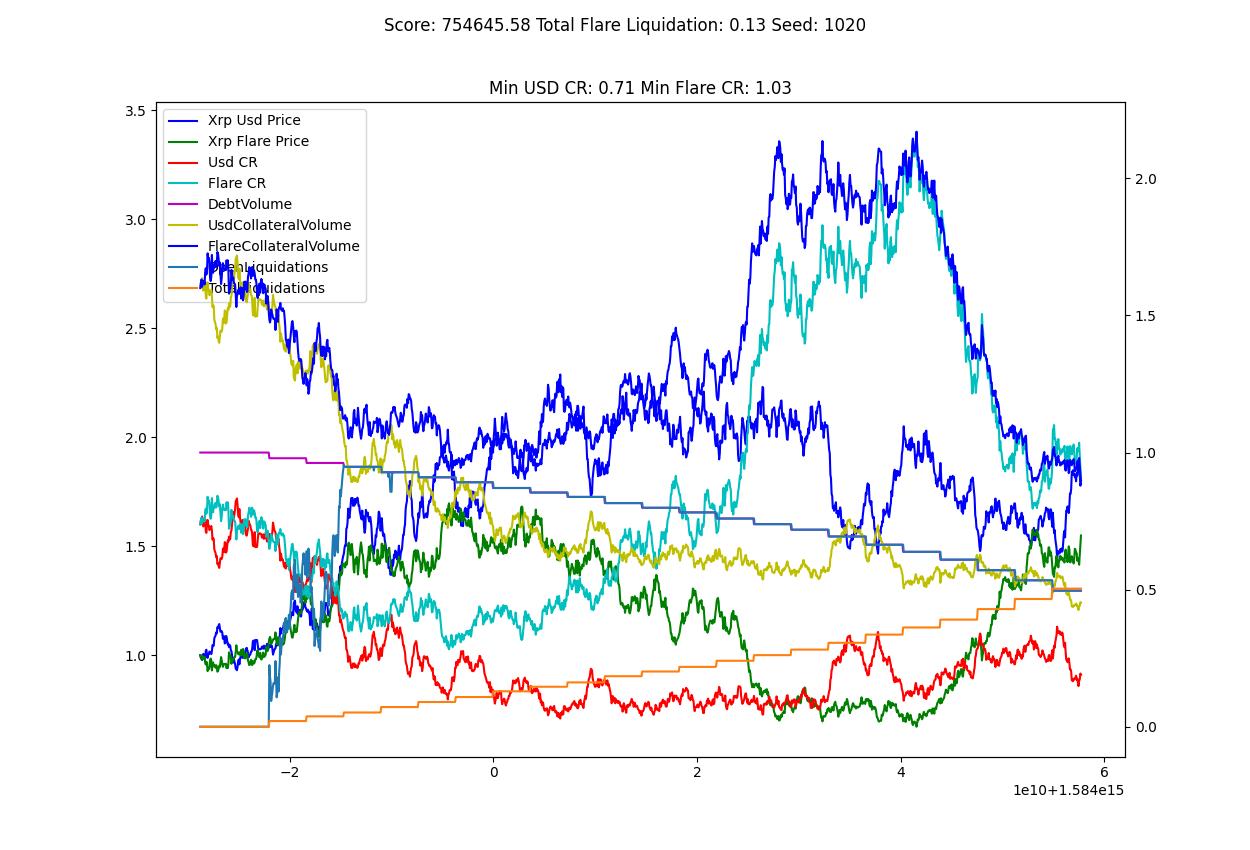 Score: 754645.58 Total Flare Liquidation: 0.13 Seed: 1020
Min USD CR: 0.71 Min Flare CR: 1.03
3.5
3.0
2.5
2.0
1.5
1.0
Xrp Usd Price
Xrp Flare Price
Usd CR
Flare CR
DebtVolume
UsdCollateralVolume
FlareCollateralVolume
OpenLiquidations
TotalLiquidations
2.0
1.5
1.0
0.5
0.0
−2
0
2
4
6
1e10+1.584e15